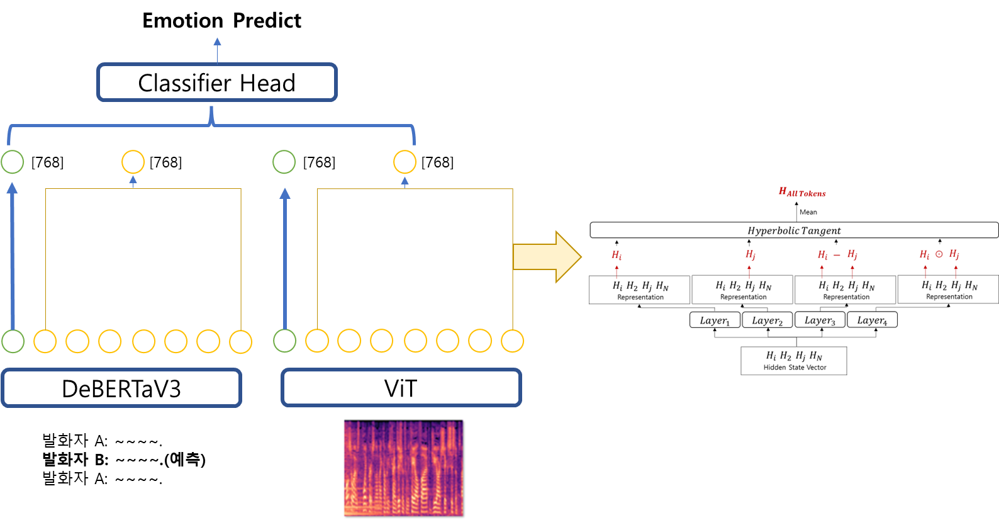 Emotion Predict
Classifier Head
[768] [768] [768] [768]
DeBERTaV3
ViT
발화자 A: ~~~~.
발화자 B: ~~~~.(예측)
발화자 A: ~~~~.
H All Tokens
Mean
Hyperbolic Tangent
Hi Hj Hi − Hj Hi ⊙ Hj
Hi H2 Hj HN Hi H2 Hj HN Hi H2 Hj HN Hi H2 Hj HN
Representation Representation Representation Representation
Layer1 Layer2 Layer3 Layer4
Hi H2 Hj HN
Hidden State Vector